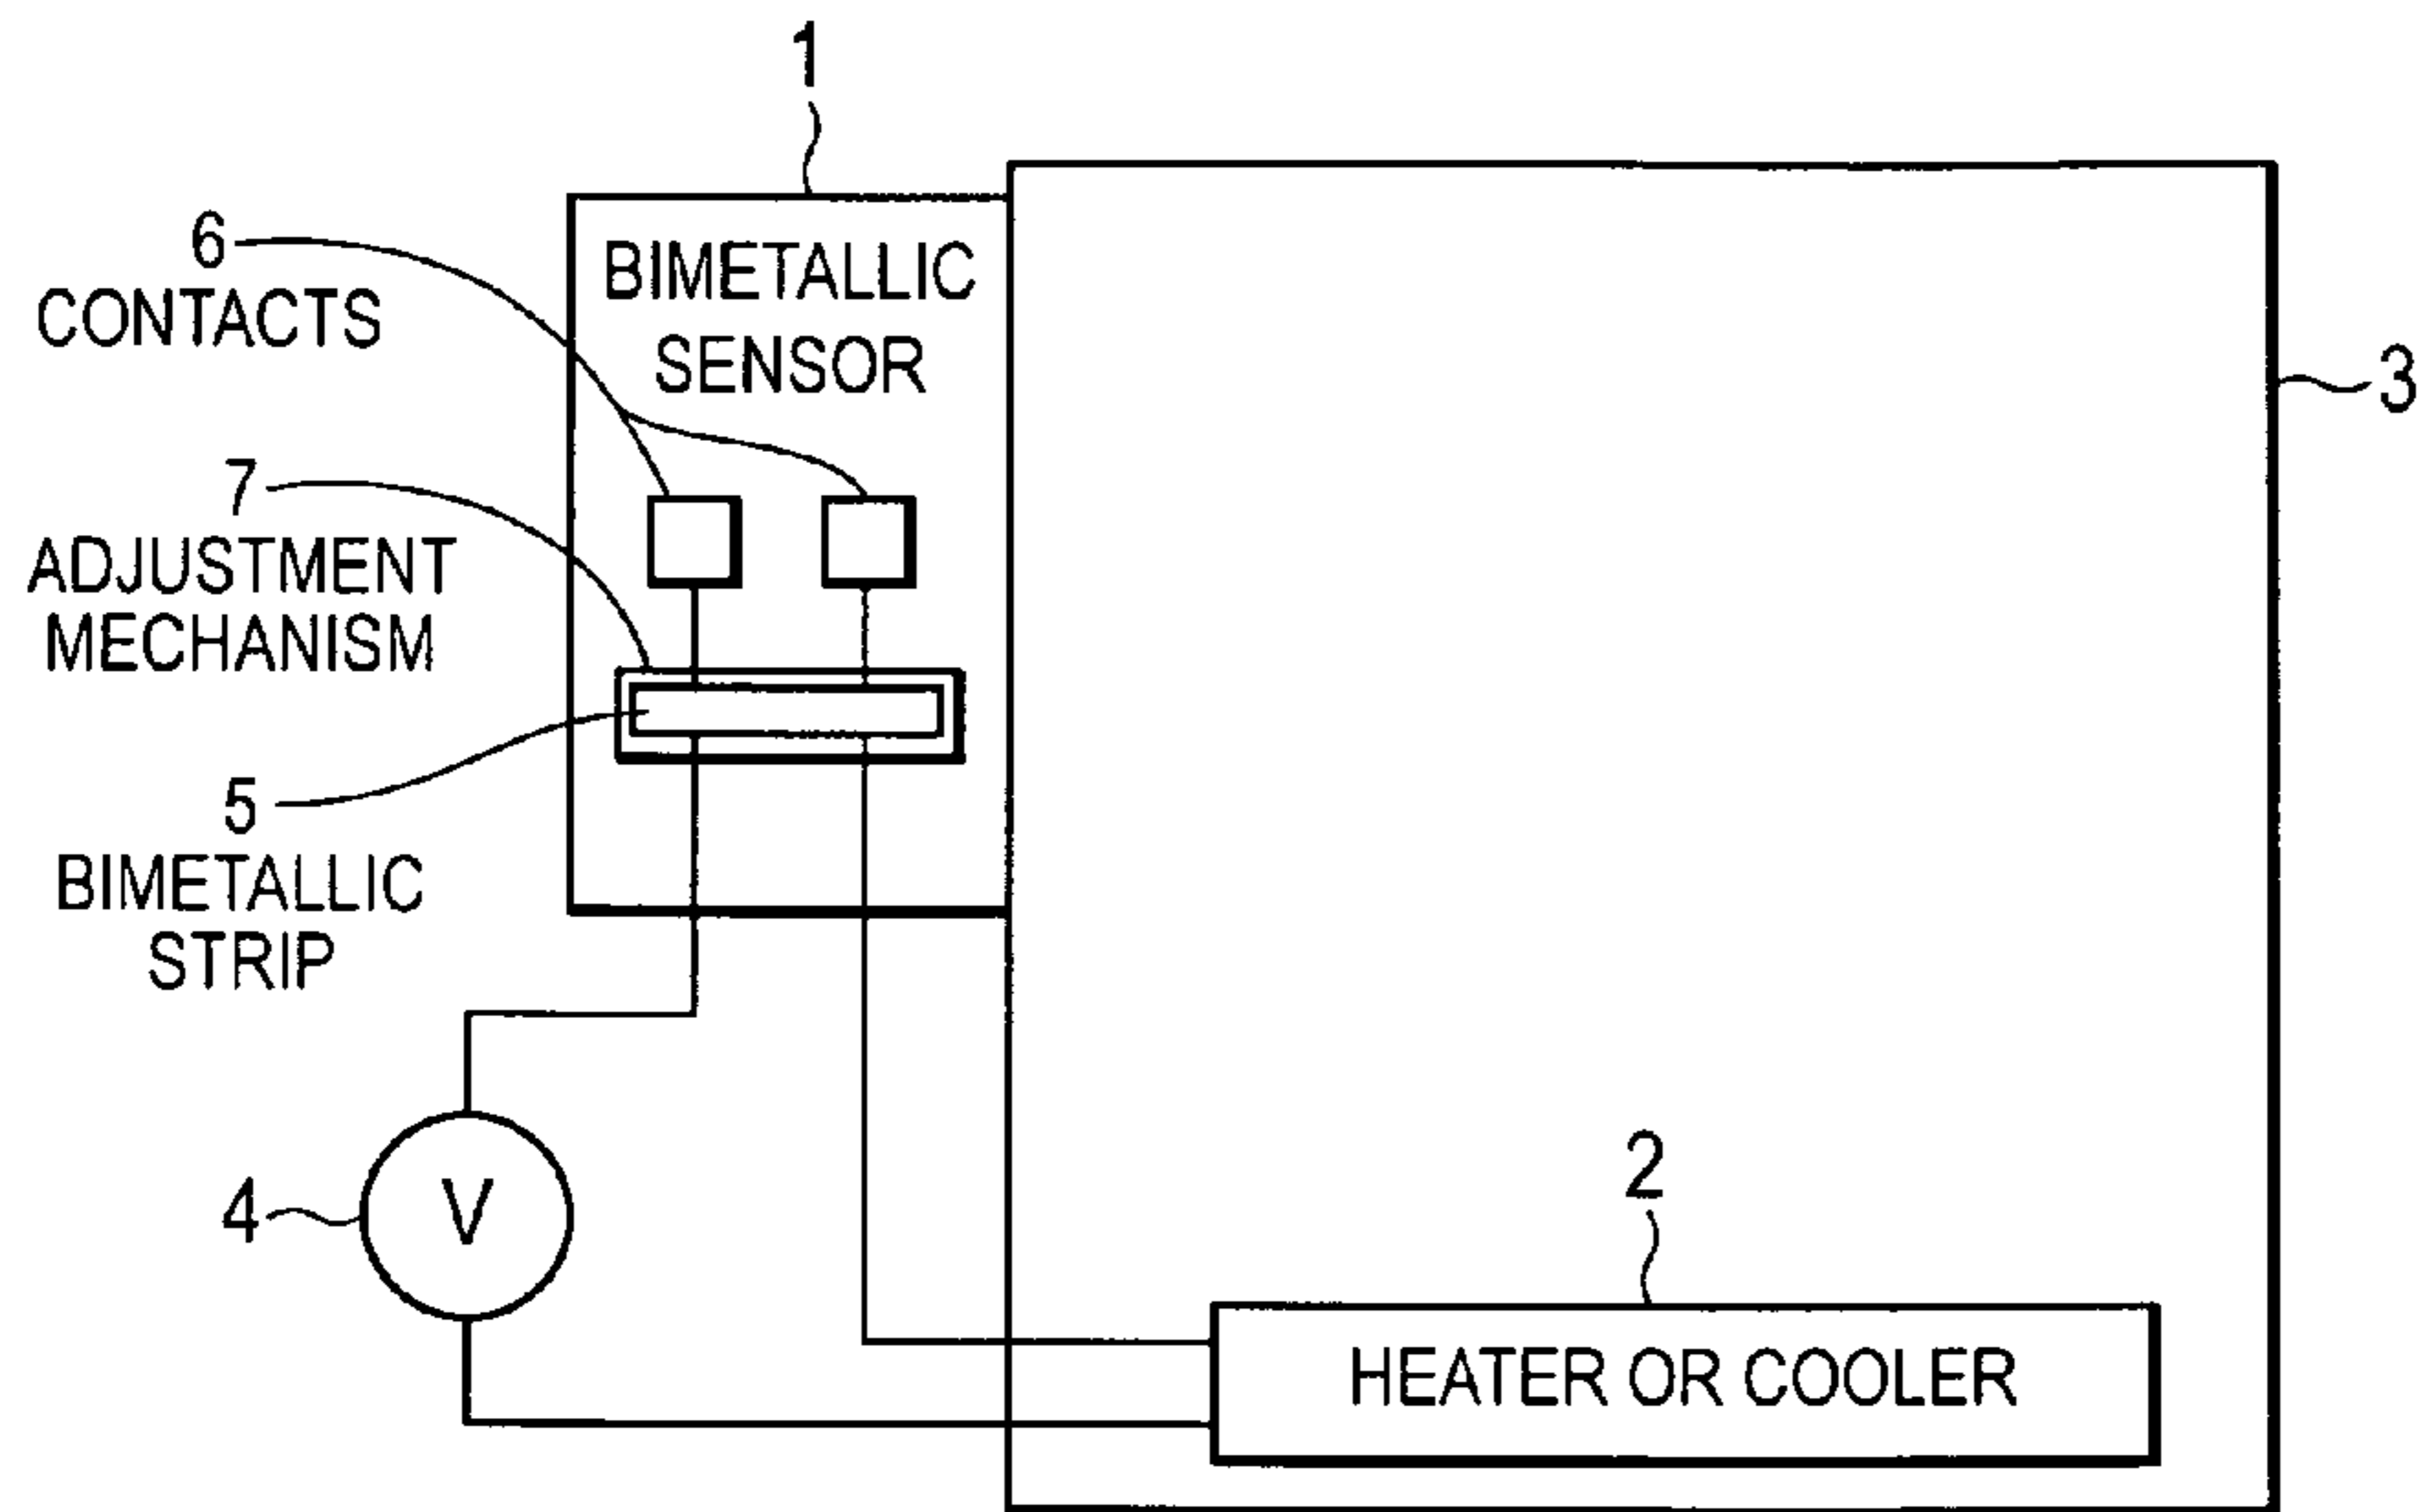 1
BIMETALLIC
SENSOR
6
CONTACTS
3
7
ADJUSTMENT
MECHANISM
5
BIMETALLIC
STRIP
4
V
2
HEATER OR COOLER